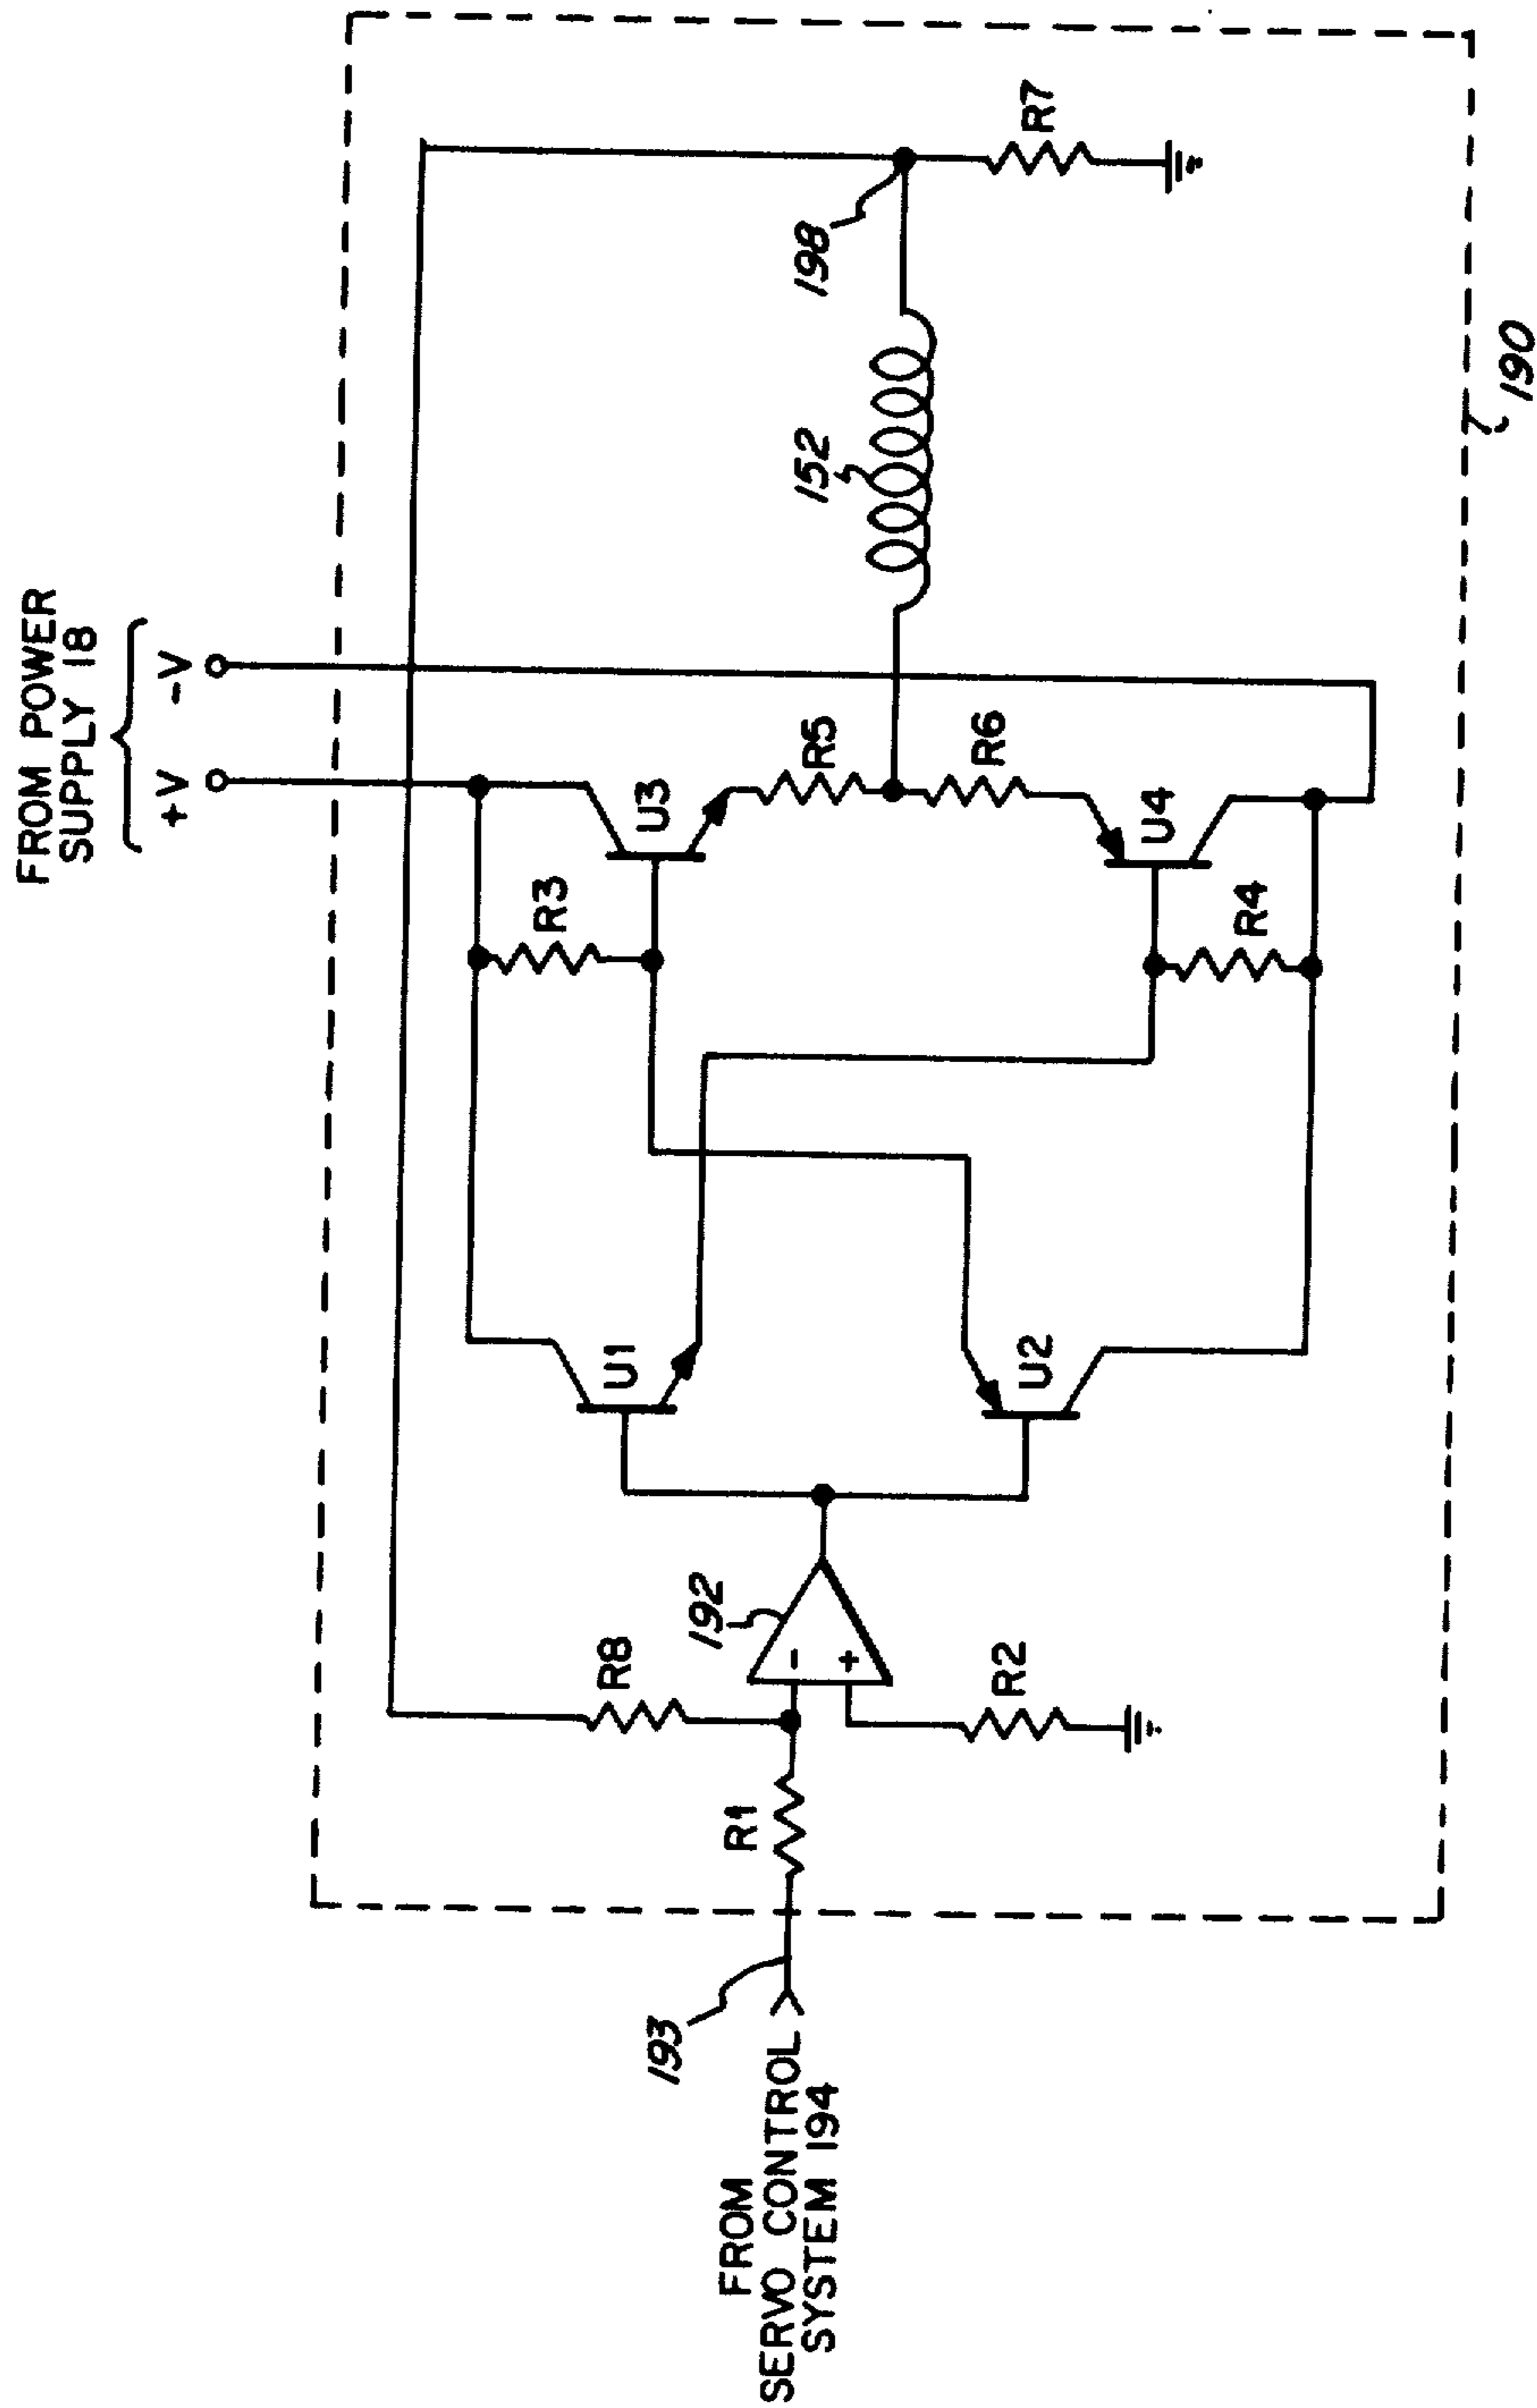 FROM POWER
SUPPLY 18
+V -V
R3
U3
R5
R6
U4
R4
152
198
R7
U1
U2
192
R8
R1
R2
193
FROM
SERVO CONTROL
SYSTEM 194
-
+
190